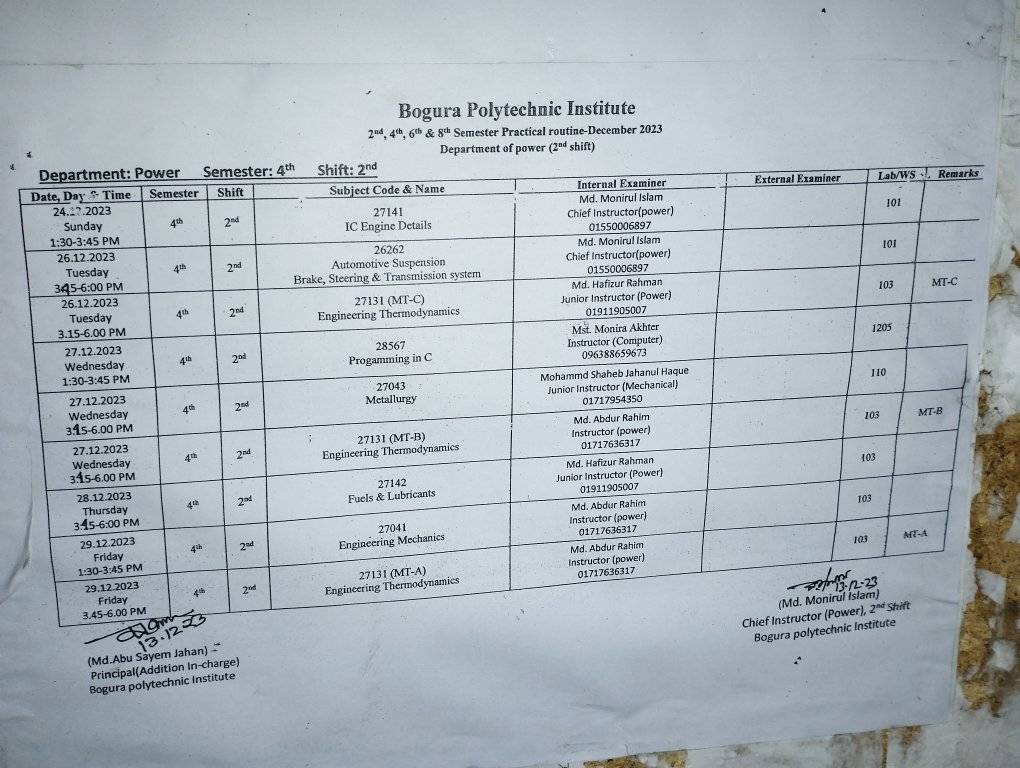 Bogura Polytechnic Institute
2nd, 4th, 6th & 8th Semester Practical routine-December 2023
Department of power (2nd shift)
Department: Power Semester: 4th Shift: 2nd
Date, Day & Time Semester Shift Subject Code & Name Internal Examiner External Examiner Lab/WS Remarks
24.12.2023
Sunday
1:30-3:45 PM
4th 2nd
27141
IC Engine Details
Md. Monirul Islam
Chief Instructor(power)
01550006897
101
26.12.2023
Tuesday
3:45-6:00 PM
4th 2nd
26262
Automotive Suspension
Brake, Steering & Transmission system
Md. Monirul Islam
Chief Instructor(power)
01550006897
101
26.12.2023
Tuesday
3.15-6.00 PM
4th 2nd
27131 (MT-C)
Engineering Thermodynamics
Md. Hafizur Rahman
Junior Instructor (Power)
01911905007
103 MT-C
27.12.2023
Wednesday
1:30-3:45 PM
4th 2nd
28567
Progamming in C
Mst. Monira Akhter
Instructor (Computer)
096388659673
1205
27.12.2023
Wednesday
3.45-6.00 PM
4th 2nd
27043
Metallurgy
Mohammd Shaheb Jahanul Haque
Junior Instructor (Mechanical)
01717954350
110
27.12.2023
Wednesday
3.45-6.00 PM
4th 2nd
27131 (MT-B)
Engineering Thermodynamics
Md. Abdur Rahim
Instructor (power)
01717636317
103 MT-B
28.12.2023
Thursday
3:45-6:00 PM
4th 2nd
27142
Fuels & Lubricants
Md. Hafizur Rahman
Junior Instructor (Power)
01911905007
103
29.12.2023
Friday
1:30-3:45 PM
4th 2nd
27041
Engineering Mechanics
Md. Abdur Rahim
Instructor (power)
01717636317
103
29.12.2023
Friday
3.45-6.00 PM
4th 2nd
27131 (MT-A)
Engineering Thermodynamics
Md. Abdur Rahim
Instructor (power)
01717636317
103 MT-A
13.12.23
(Md.Abu Sayem Jahan)
Principal(Addition In-charge)
Bogura polytechnic Institute
13.12.23
(Md. Monirul Islam)
Chief Instructor (Power), 2nd Shift
Bogura polytechnic Institute